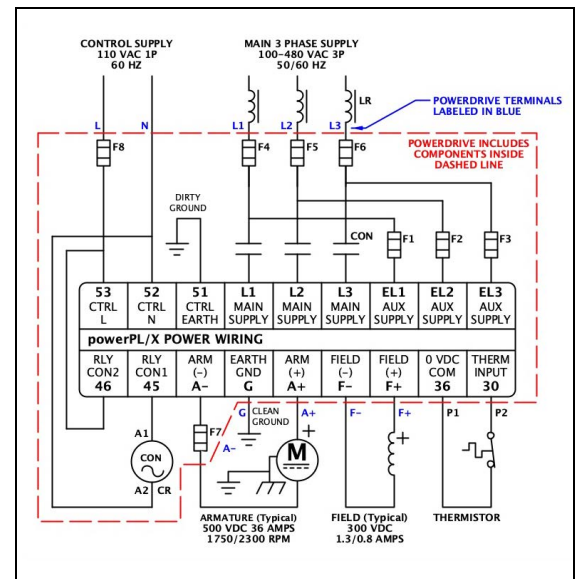 CONTROL SUPPLY
110 VAC 1P
60 HZ
MAIN 3 PHASE SUPPLY
100-480 VAC 3P
50/60 HZ
LR
POWERDRIVE TERMINALS
LABELED IN BLUE
L N L1 L2 L3
POWERDRIVE INCLUDES
COMPONENTS INSIDE
DASHED LINE
F8 F4 F5 F6
DIRTY
GROUND
CON F1 F2 F3
53 52 51 L1 L2 L3 EL1 EL2 EL3
CTRL CTRL CTRL MAIN MAIN MAIN AUX AUX AUX
L N EARTH SUPPLY SUPPLY SUPPLY SUPPLY SUPPLY SUPPLY
powerPL/X POWER WIRING
RLY RLY ARM EARTH ARM FIELD FIELD 0 VDC THERM
CON2 CON1 (-) GND (+) (-) (+) COM INPUT
46 45 A- G A+ F- F+ 36 30
G CLEAN
GROUND
A+ F- F+ P1 P2
A1 F7 A- +
CON M +
A2 CR
ARMATURE (Typical)
500 VDC 36 AMPS
1750/2300 RPM
FIELD (Typical)
300 VDC
1.3/0.8 AMPS
THERMISTOR